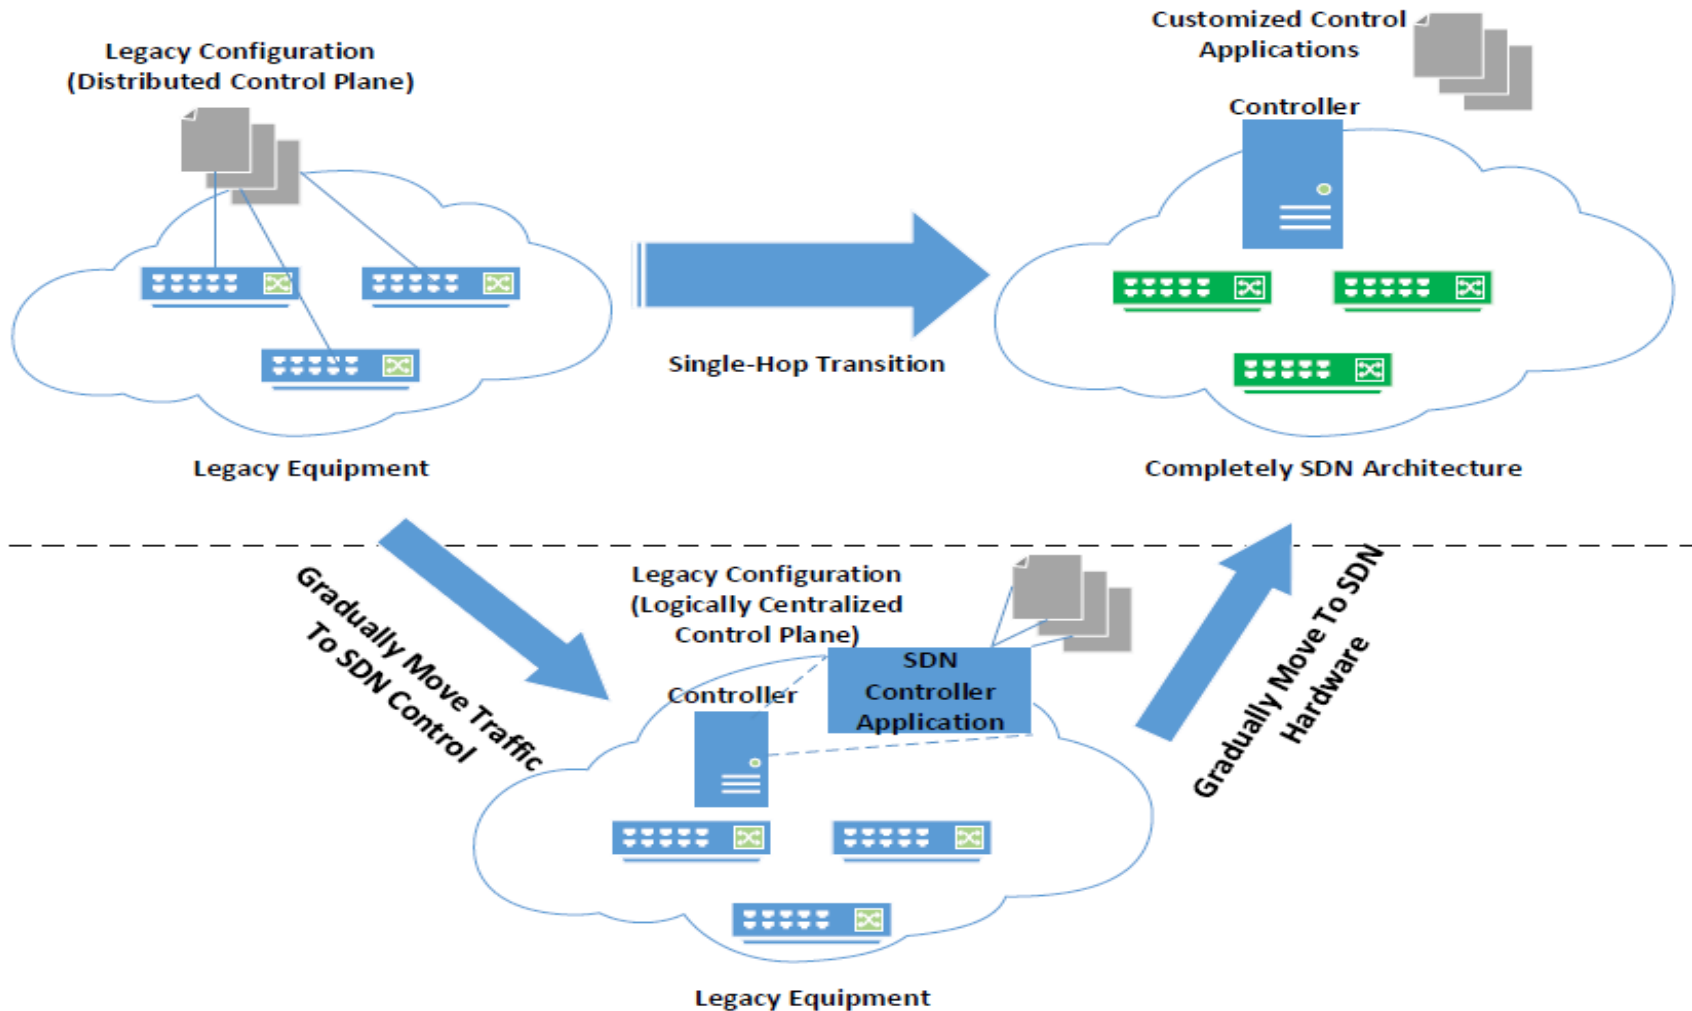 Legacy Configuration
(Distributed Control Plane)
Customized Control
Applications
Controller
Single-Hop Transition
Legacy Equipment
Completely SDN Architecture
Gradually Move Traffic
To SDN Control
Legacy Configuration
(Logically Centralized
Control Plane)
Controller
SDN
Controller
Application
Gradually Move To SDN
Hardware
Legacy Equipment